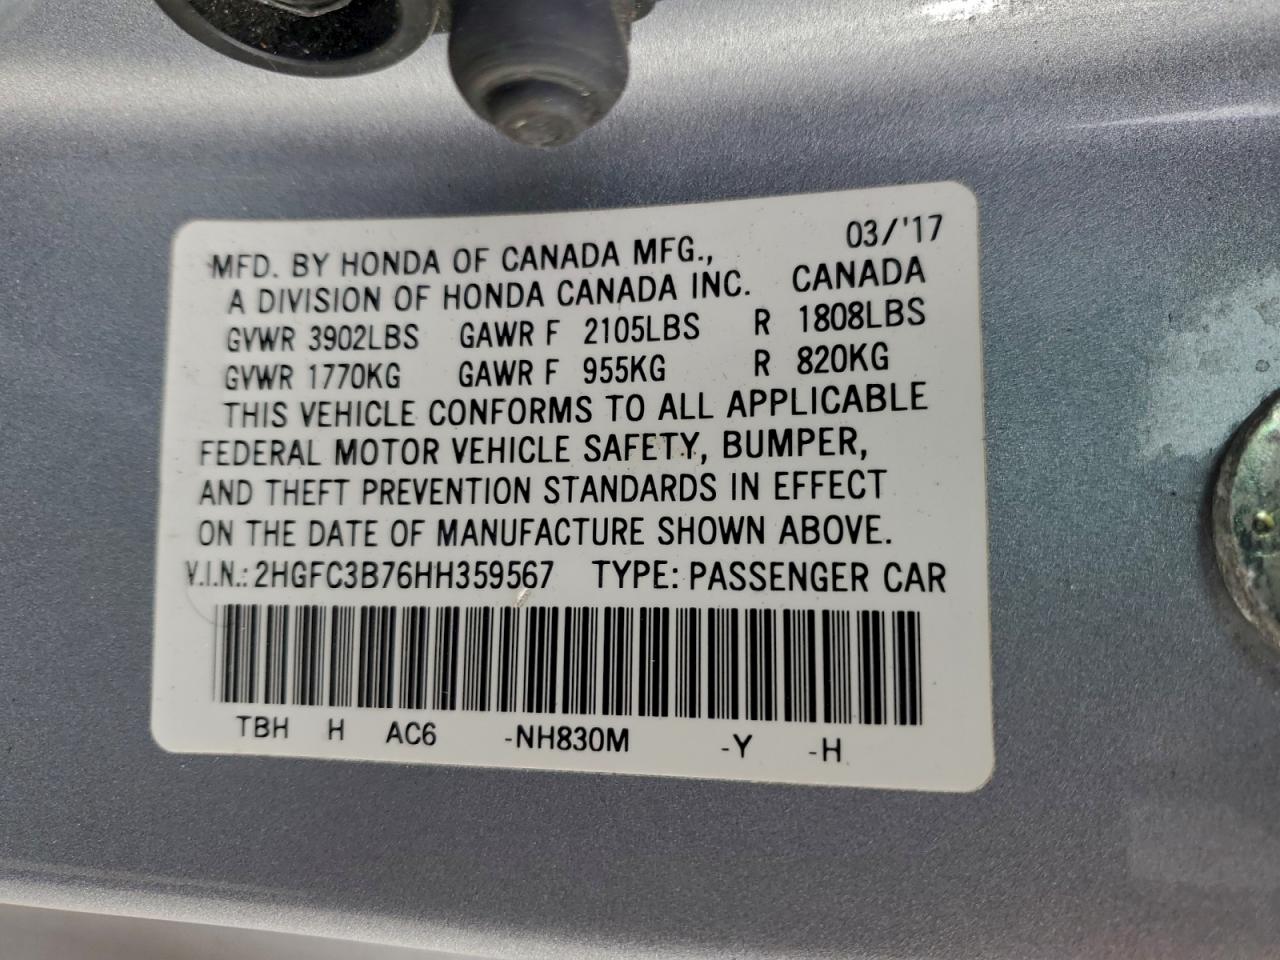 03/'17
MFD. BY HONDA OF CANADA MFG.,
A DIVISION OF HONDA CANADA INC. CANADA
GVWR 3902LBS GAWR F 2105LBS R 1808LBS
GVWR 1770KG GAWR F 955KG R 820KG
THIS VEHICLE CONFORMS TO ALL APPLICABLE
FEDERAL MOTOR VEHICLE SAFETY, BUMPER,
AND THEFT PREVENTION STANDARDS IN EFFECT
ON THE DATE OF MANUFACTURE SHOWN ABOVE.
V.I.N.: 2HGFC3B76HH359567 TYPE: PASSENGER CAR
TBH H AC6 -NH830M -Y -H